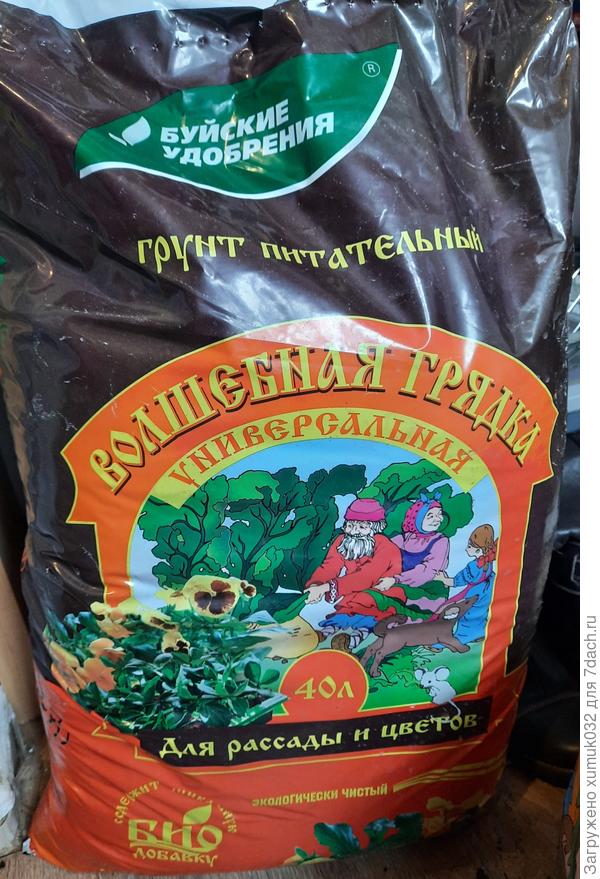 ®
БУЙСКИЕ
УДОБРЕНИЯ
ГРУНТ ПИТАТЕЛЬНЫЙ
ВОЛШЕБНАЯ ГРЯДКА
УНИВЕРСАЛЬНАЯ
40л
Для рассады и цветов
экологически чистый
СОДЕРЖИТ
БИО
ДОБАВКУ
Загружено xumuk032 для 7dach.ru